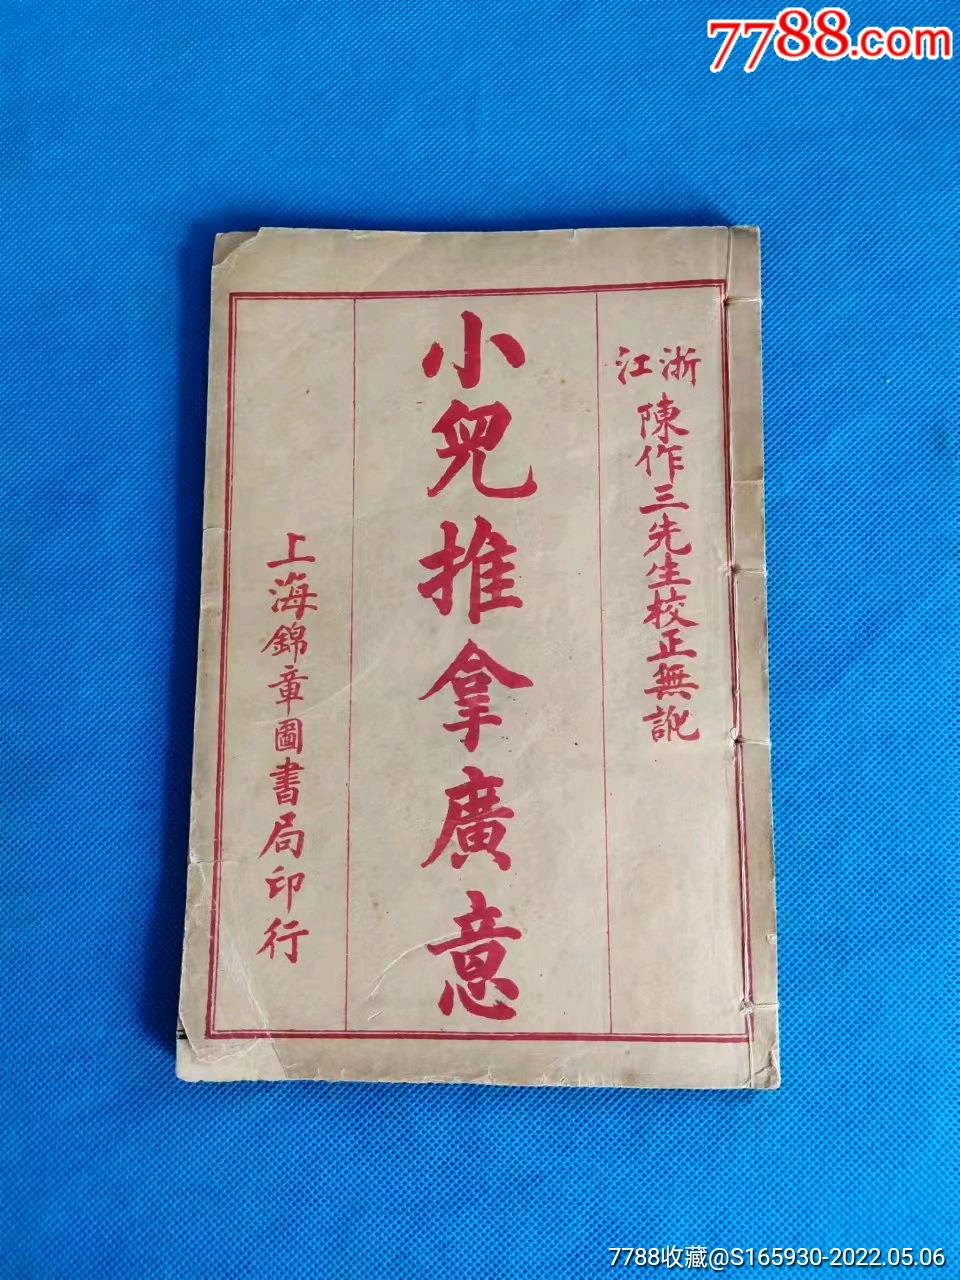 7788.com
浙江陳作三先生校正無訛
小兒推拿廣意
上海錦章圖書局印行
7788收藏@S165930-2022.05.06